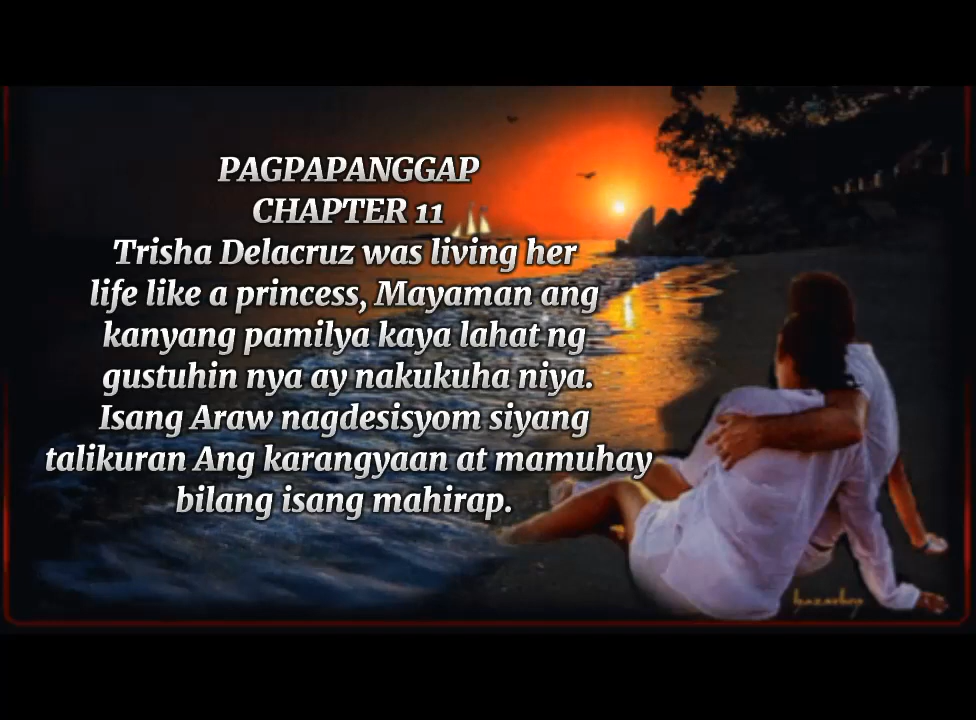 PAGPAPANGGAP
CHAPTER 11
Trisha Delacruz was living her
life like a princess, Mayaman ang
kanyang pamilya kaya lahat ng
gustuhin nya ay nakukuha niya.
Isang Araw nagdesisyom siyang
talikuran Ang karangyaan at mamuhay
bilang isang mahirap.